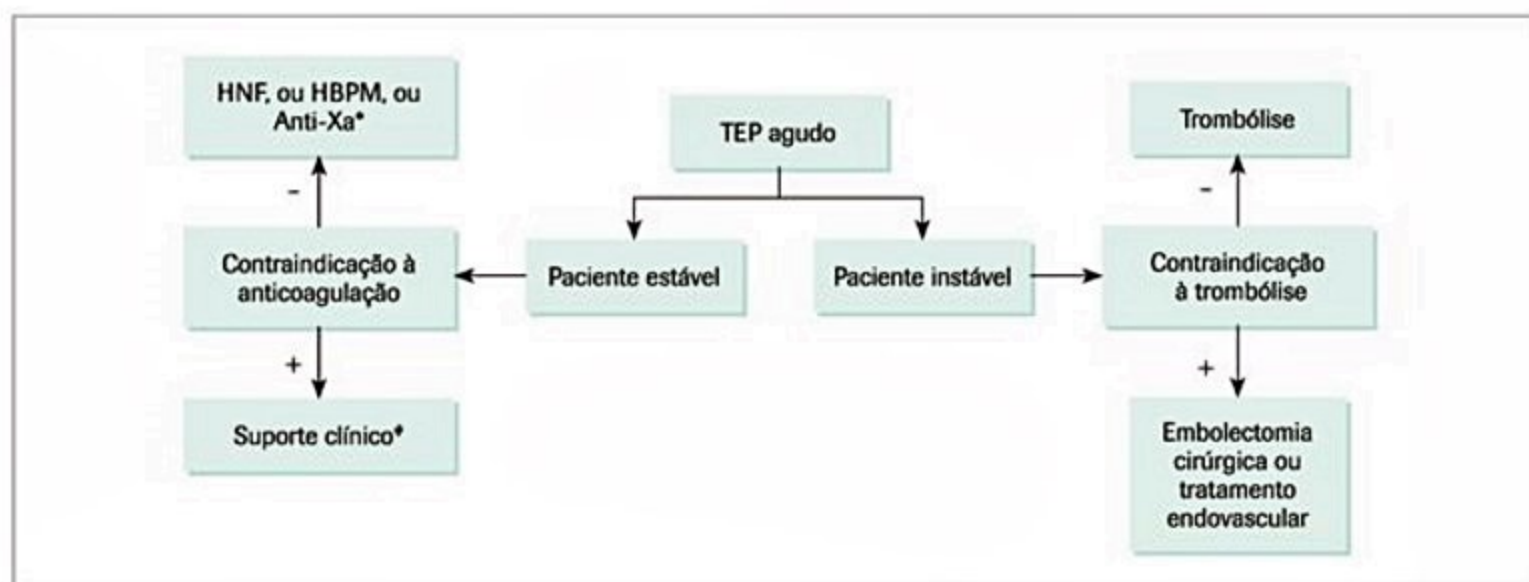 HNF, ou HBPM, ou
Anti-Xa*
TEP agudo
Trombólise
-
-
Contraindicação à
anticoagulação
Paciente estável
Paciente instável
Contraindicação
à trombólise
+
+
Suporte clínico*
Embolectomia
cirúrgica ou
tratamento
endovascular